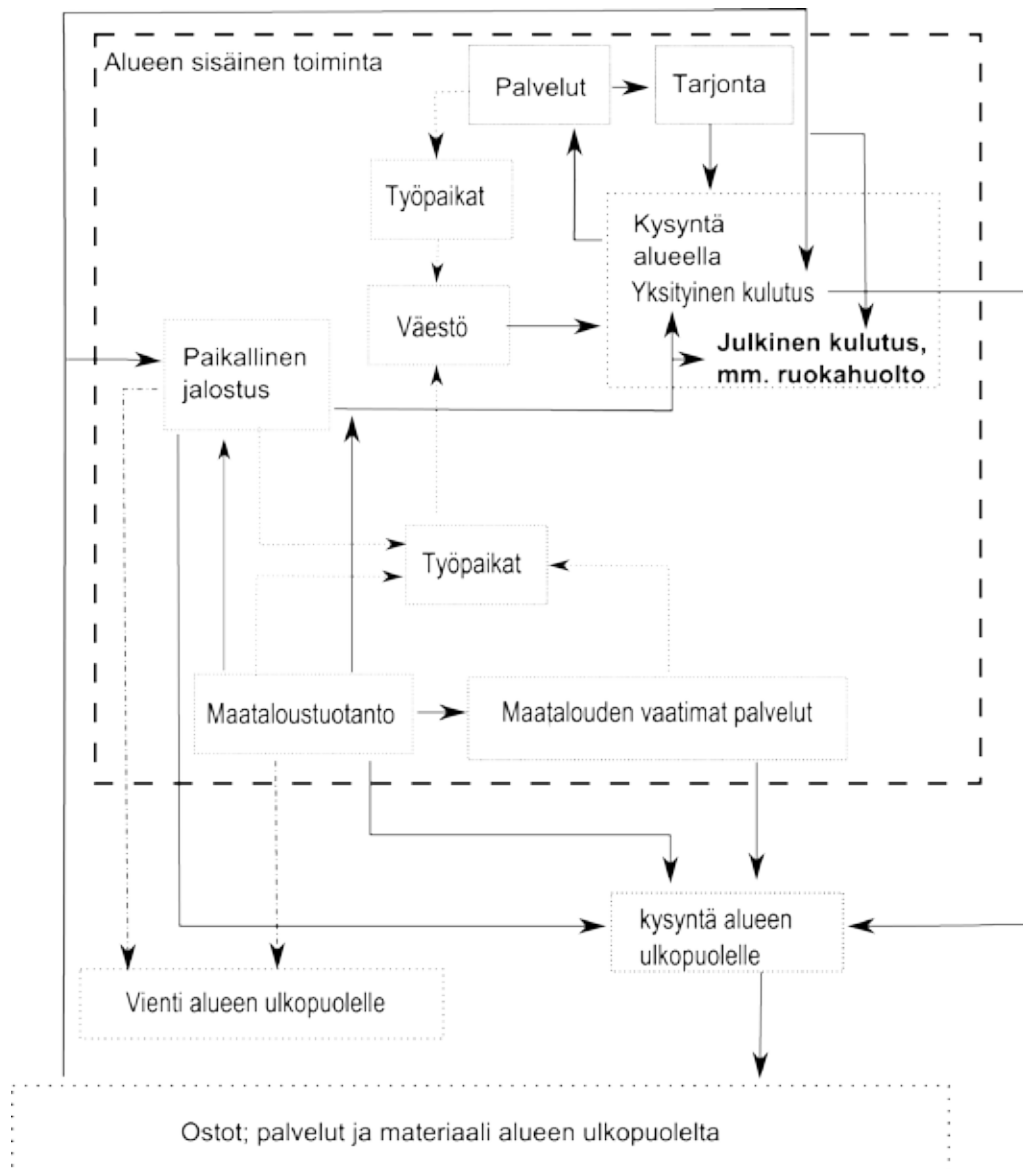 Alueen sisäinen toiminta
Palvelut
Tarjonta
Työpaikat
Kysyntä
alueella
Yksityinen kulutus
Väestö
Julkinen kulutus,
mm. ruokahuolto
Paikallinen
jalostus
Työpaikat
Maataloustuotanto
Maatalouden vaatimat palvelut
kysyntä alueen
ulkopuolelle
Vienti alueen ulkopuolelle
Ostot; palvelut ja materiaali alueen ulkopuolelta